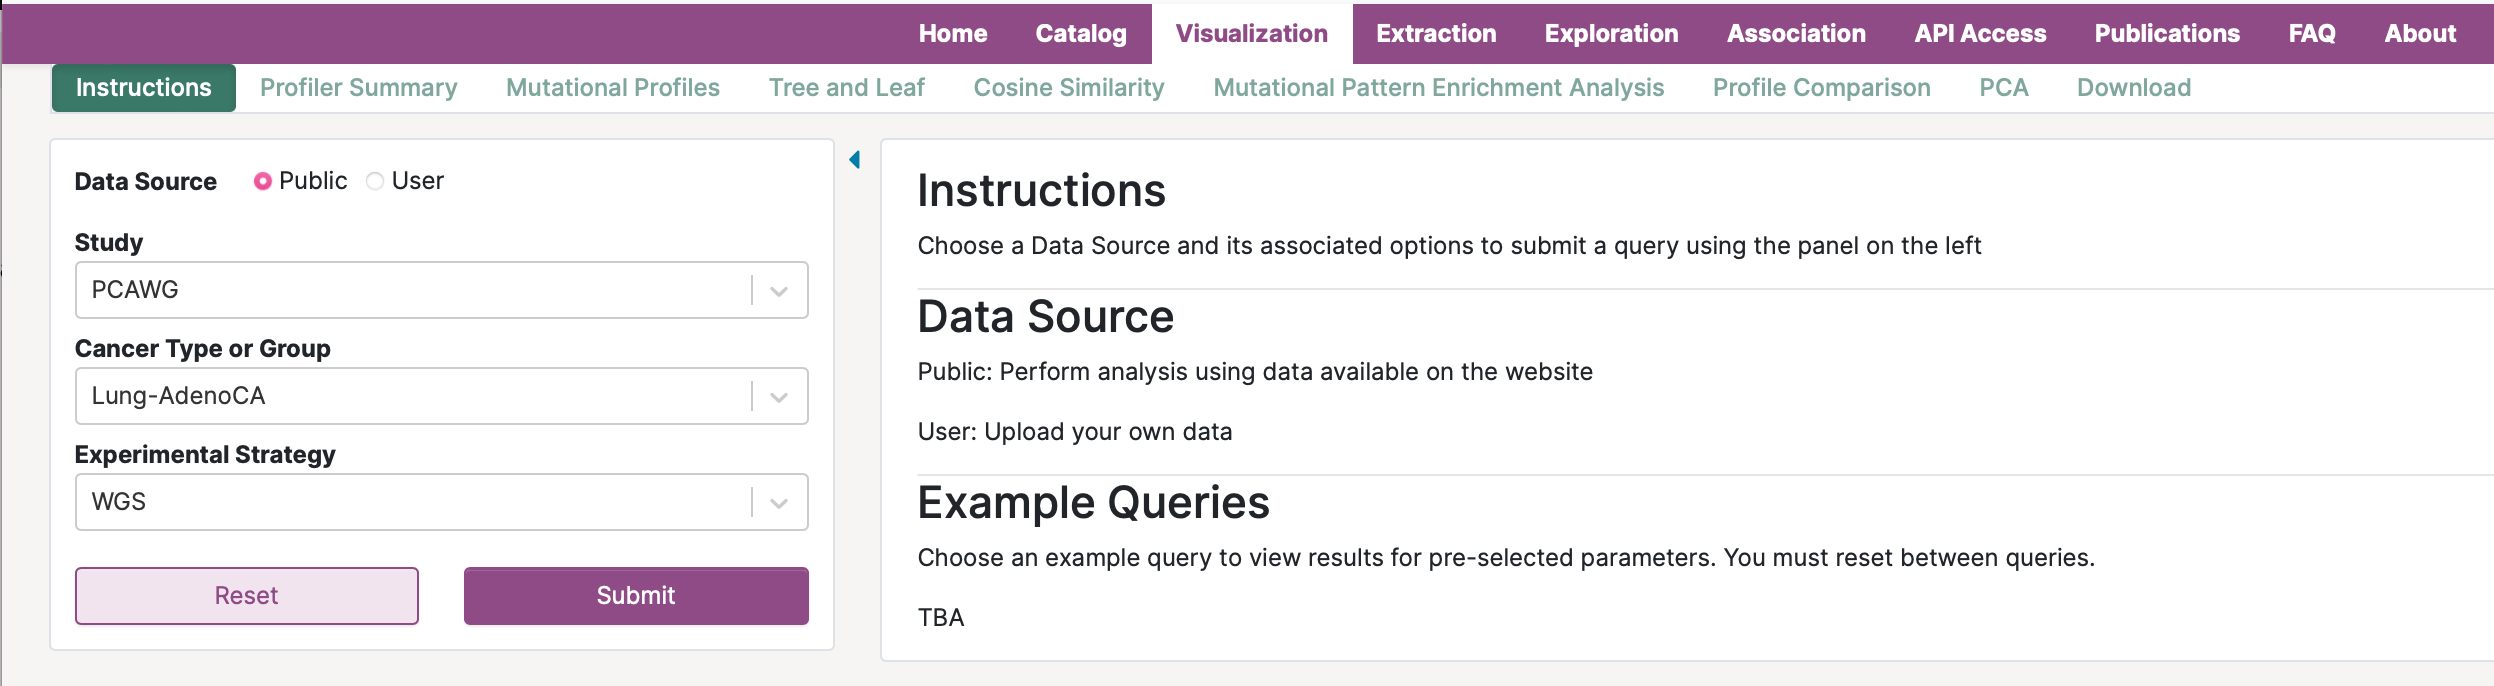 Home Catalog Visualization Extraction Exploration Association API Access Publications FAQ About
Instructions Profiler Summary Mutational Profiles Tree and Leaf Cosine Similarity Mutational Pattern Enrichment Analysis Profile Comparison PCA Download
Data Source Public User
Study
PCAWG
Cancer Type or Group
Lung-AdenoCA
Experimental Strategy
WGS
Reset Submit
Instructions
Choose a Data Source and its associated options to submit a query using the panel on the left
Data Source
Public: Perform analysis using data available on the website
User: Upload your own data
Example Queries
Choose an example query to view results for pre-selected parameters. You must reset between queries.
TBA